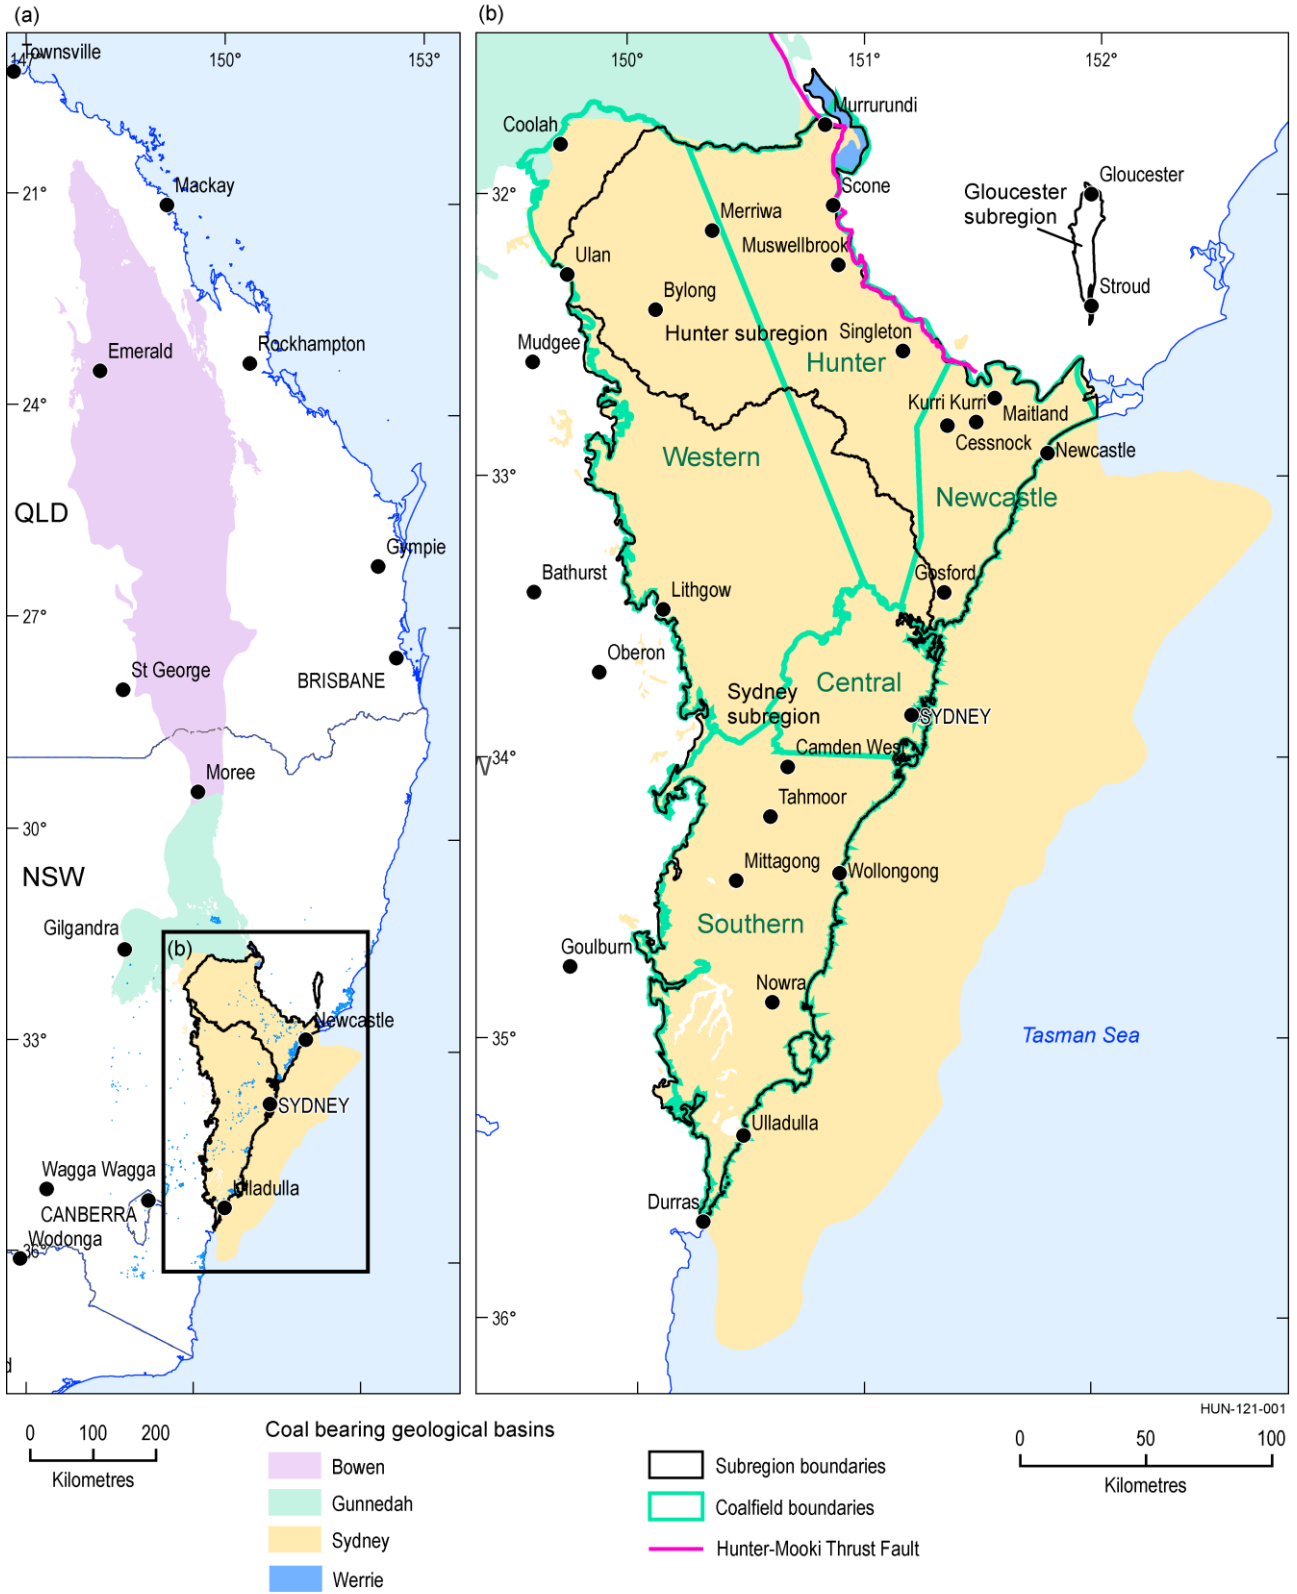 (a)
(b)
Townsville
147°
150°
153°
Mackay
21°
Emerald
Rockhampton
24°
QLD
Gympie
27°
St George
BRISBANE
Moree
30°
NSW
Gilgandra
(b)
Newcastle
33°
SYDNEY
Wagga Wagga
Ulladulla
CANBERRA
Wodonga
36°
150°
151°
152°
Murrurundi
Coolah
32°
Scone
Gloucester
Gloucester
subregion
Merriwa
Muswellbrook
Ulan
Stroud
Bylong
Hunter subregion
Singleton
Mudgee
Hunter
Kurri Kurri
Maitland
Cessnock
Newcastle
Western
33°
Newcastle
Bathurst
Gosford
Lithgow
Oberon
Central
Sydney
subregion
SYDNEY
Camden West
34°
Tahmoor
Mittagong
Wollongong
Southern
Goulburn
Nowra
35°
Tasman Sea
Ulladulla
Durras
36°
HUN-121-001
0 100 200
Kilometres
Coal bearing geological basins
Bowen
Gunnedah
Sydney
Werrie
Subregion boundaries
Coalfield boundaries
Hunter-Mooki Thrust Fault
0 50 100
Kilometres